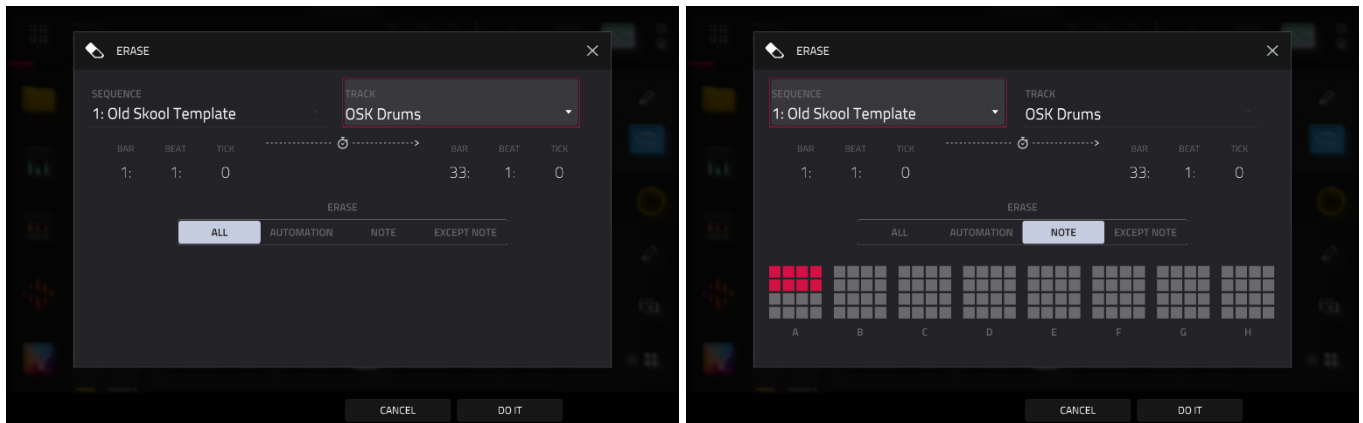 ERASE
SEQUENCE TRACK
1: Old Skool Template OSK Drums
BAR BEAT TICK BAR BEAT TICK
1: 1: 0 33: 1: 0
ERASE
ALL AUTOMATION NOTE EXCEPT NOTE
CANCEL DO IT
ERASE
SEQUENCE TRACK
1: Old Skool Template OSK Drums
BAR BEAT TICK BAR BEAT TICK
1: 1: 0 33: 1: 0
ERASE
ALL AUTOMATION NOTE EXCEPT NOTE
A B C D E F G H
CANCEL DO IT